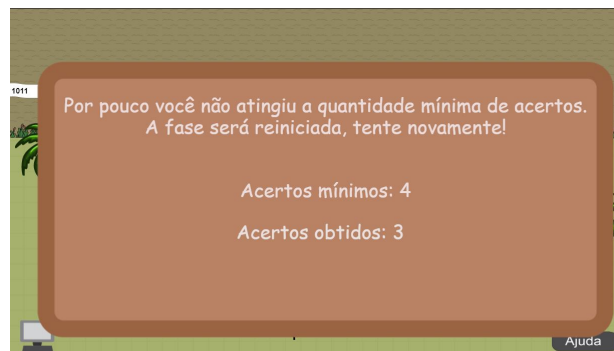 1011
Por pouco você não atingiu a quantidade mínima de acertos.
A fase será reiniciada, tente novamente!
Acertos mínimos: 4
Acertos obtidos: 3
Ajuda